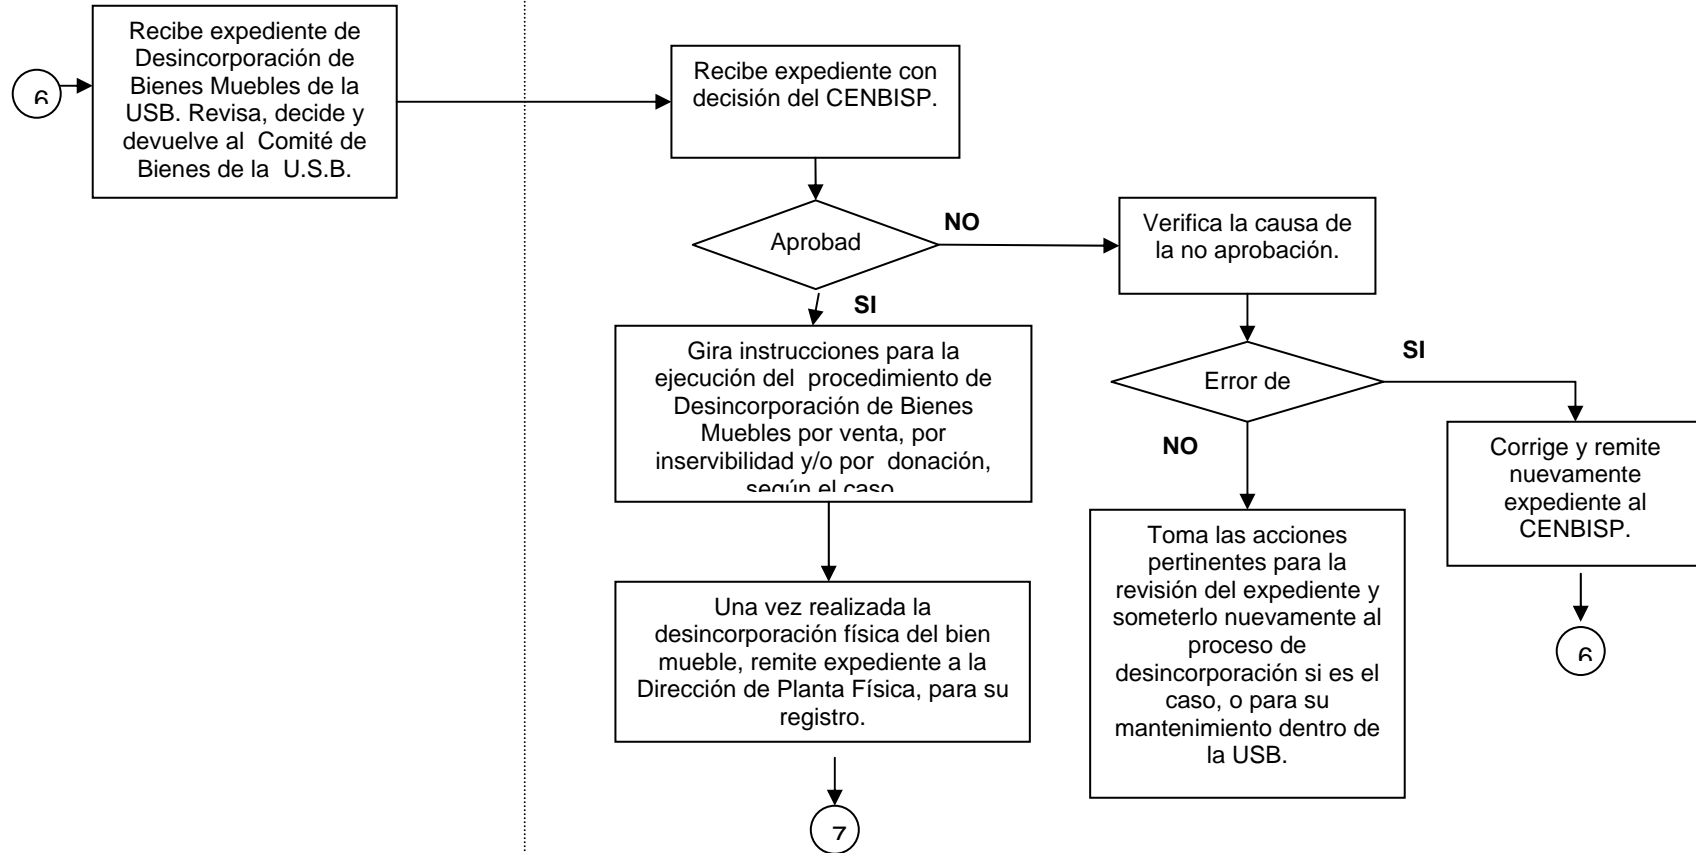 6
Recibe expediente de
Desincorporación de
Bienes Muebles de la
USB. Revisa, decide y
devuelve al Comité de
Bienes de la U.S.B.
Recibe expediente con
decisión del CENBISP.
Aprobad
NO
SI
Verifica la causa de
la no aprobación.
Error de
SI
NO
Gira instrucciones para la
ejecución del procedimiento de
Desincorporación de Bienes
Muebles por venta, por
inservibilidad y/o por donación,
según el caso
Corrige y remite
nuevamente
expediente al
CENBISP.
Toma las acciones
pertinentes para la
revisión del expediente y
someterlo nuevamente al
proceso de
desincorporación si es el
caso, o para su
mantenimiento dentro de
la USB.
Una vez realizada la
desincorporación física del bien
mueble, remite expediente a la
Dirección de Planta Física, para su
registro.
6
7